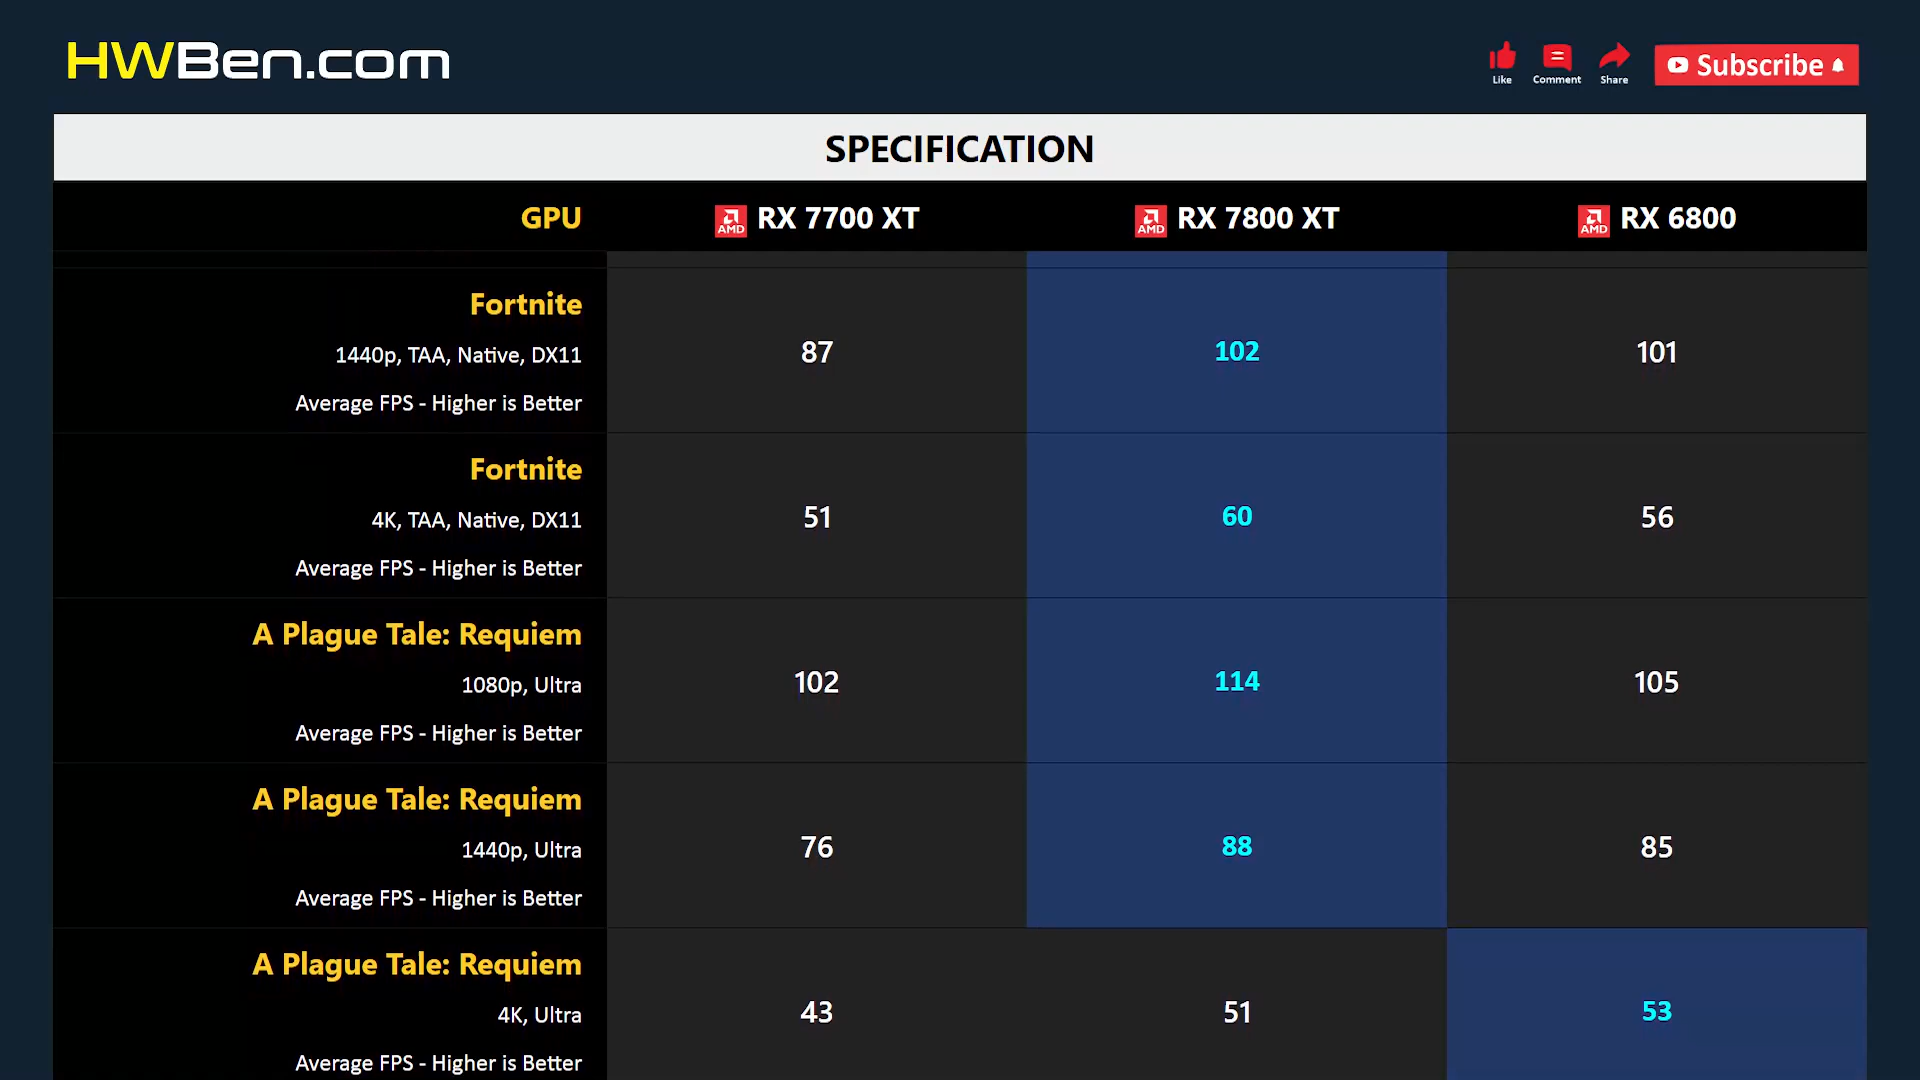 HWBen.com
Like Comment Share Subscribe
SPECIFICATION
GPU AMD RX 7700 XT AMD RX 7800 XT AMD RX 6800
Fortnite
1440p, TAA, Native, DX11 87 102 101
Average FPS - Higher is Better
Fortnite
4K, TAA, Native, DX11 51 60 56
Average FPS - Higher is Better
A Plague Tale: Requiem
1080p, Ultra 102 114 105
Average FPS - Higher is Better
A Plague Tale: Requiem
1440p, Ultra 76 88 85
Average FPS - Higher is Better
A Plague Tale: Requiem
4K, Ultra 43 51 53
Average FPS - Higher is Better